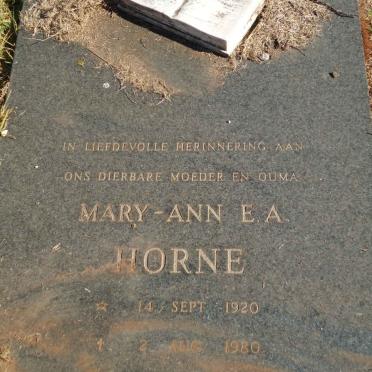 IN LIEFDEVOLLE HERINNERING AAN
ONS DIERBARE MOEDER EN OUMA
MARY-ANN E.A.
HORNE
☆ 14 SEPT 1920
† 2 AUG 1980